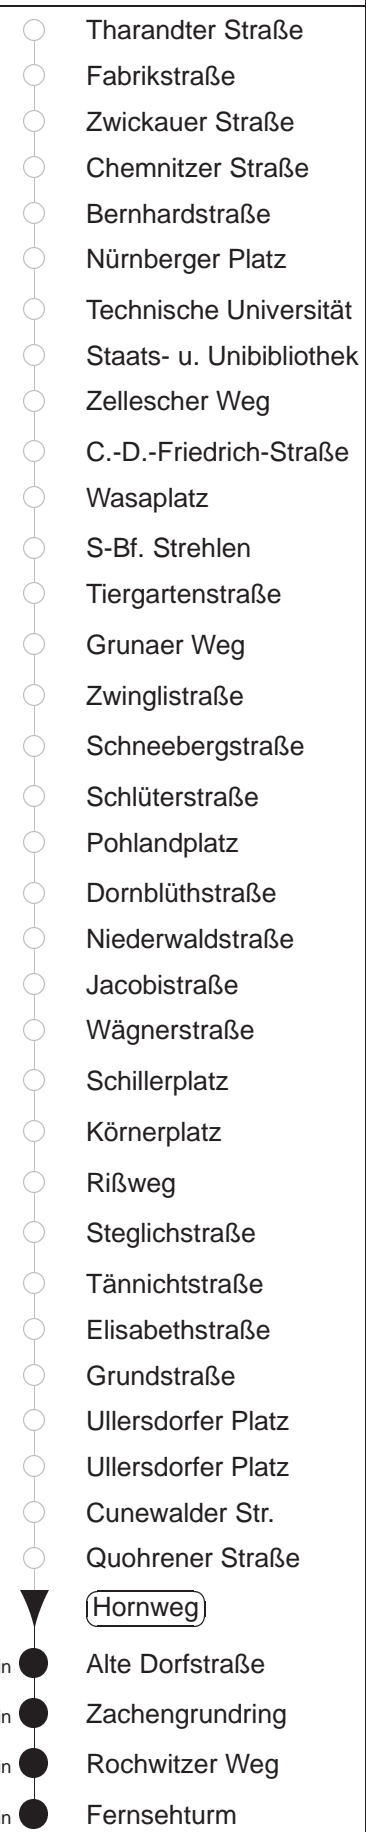 Tharandter Straße
Fabrikstraße
Zwickauer Straße
Chemnitzer Straße
Bernhardstraße
Nürnberger Platz
Technische Universität
Staats- u. Unibibliothek
Zellescher Weg
C.-D.-Friedrich-Straße
Wasaplatz
S-Bf. Strehlen
Tiergartenstraße
Grunaer Weg
Zwinglistraße
Schneebergstraße
Schlüterstraße
Pohlandplatz
Dornblüthstraße
Niederwaldstraße
Jacobistraße
Wägnerstraße
Schillerplatz
Körnerplatz
Rißweg
Steglichstraße
Tännichtstraße
Elisabethstraße
Grundstraße
Ullersdorfer Platz
Ullersdorfer Platz
Cunewalder Str.
Quohrener Straße
Hornweg
Alte Dorfstraße
Zachengrundring
Rochwitzer Weg
Fernsehturm